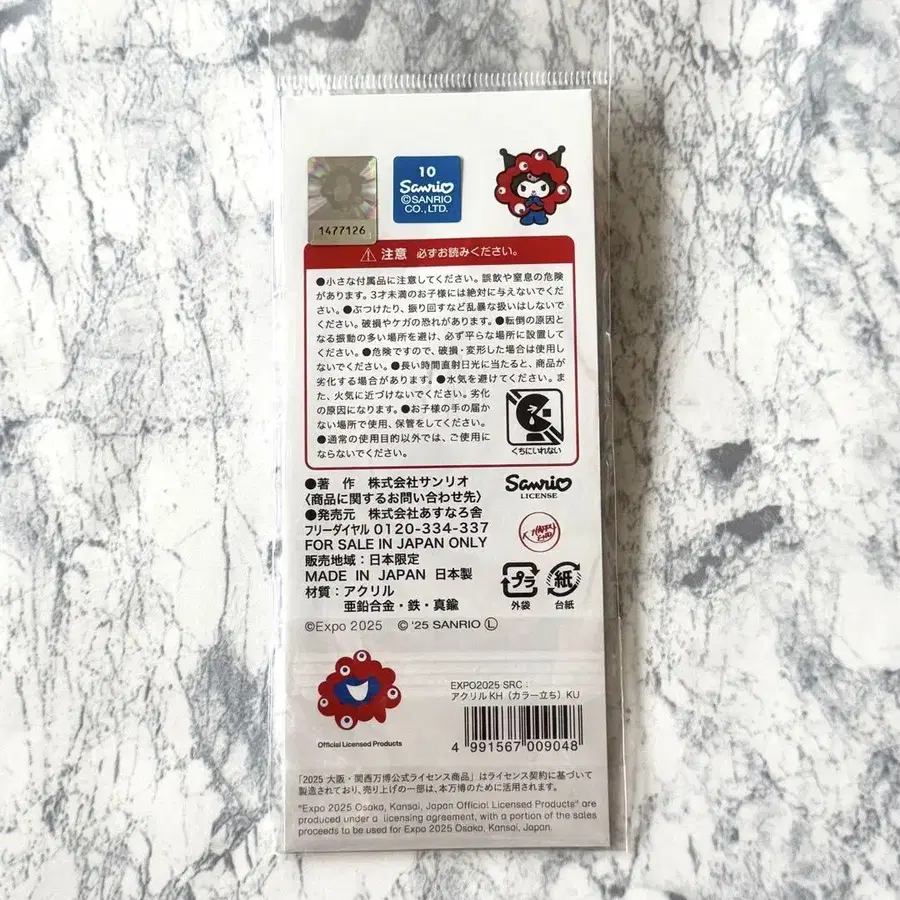 1477126
10
Sanrio
©SANRIO
CO.,LTD.
注意 必ずお読みください。
●小さな付属品に注意してください。誤飲や窒息の危険
があります。3才未満のお子様には絶対に与えないでくだ
さい。●ぶつけたり、振り回すなど乱暴な扱いはしないで
ください。破損やケガの恐れがあります。●転倒の原因と
なる振動の多い場所を避け、必ず平らな場所に設置して
ください。●危険ですので、破損・変形した場合は使用し
ないでください。●長い時間直射日光に当たると、商品が
劣化する場合があります。●水気を避けてください。ま
た、火気に近づけないでください。劣化
の原因になります。●お子様の手の届か
ない場所で使用、保管をしてください。
●通常の使用目的以外では、ご使用に
ならないでください。
くちにいれない
●著 作 株式会社サンリオ
〈商品に関するお問い合わせ先〉
●発売元 株式会社あすなろ舎
フリーダイヤル 0120-334-337
FOR SALE IN JAPAN ONLY
販売地域：日本限定
MADE IN JAPAN 日本製
材質：アクリル
亜鉛合金・鉄・真鍮
Sanrio
LICENSE
プラ
外袋
紙
台紙
©Expo 2025 © '25 SANRIO Ⓛ
Official Licensed Products
EXPO2025 SRC：
アクリルKH（カラー立ち）KU
4 991567 009048
「2025 大阪・関西万博公式ライセンス商品」はライセンス契約に基づいて
製造されており、売り上げの一部は、本万博のために活用されます。
"Expo 2025 Osaka, Kansai, Japan Official Licensed Products" are
produced under a licensing agreement, with a portion of the sales
proceeds to be used for Expo 2025 Osaka, Kansai, Japan.